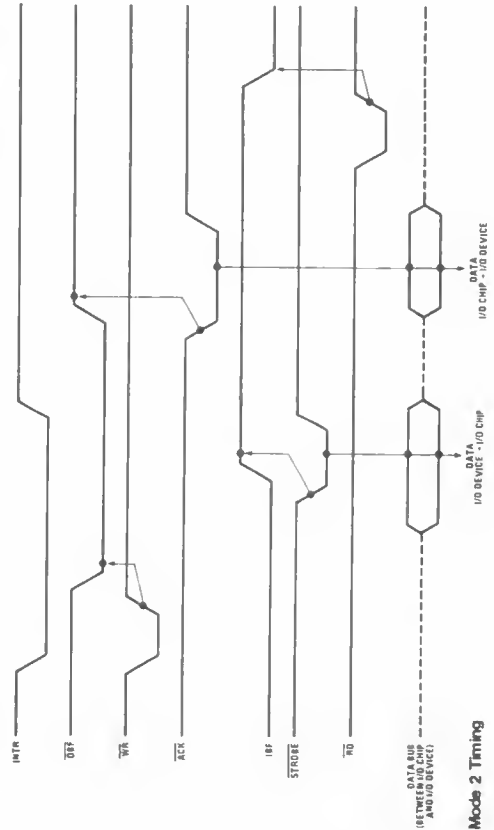 INTR
OBF
WR
ACK
IBF
STROBE
RD
DATA BUS
(BETWEEN I/O CHIP
AND I/O DEVICE)
DATA
I/O DEVICE - I/O CHIP
DATA
I/O CHIP - I/O DEVICE
Mode 2 Timing